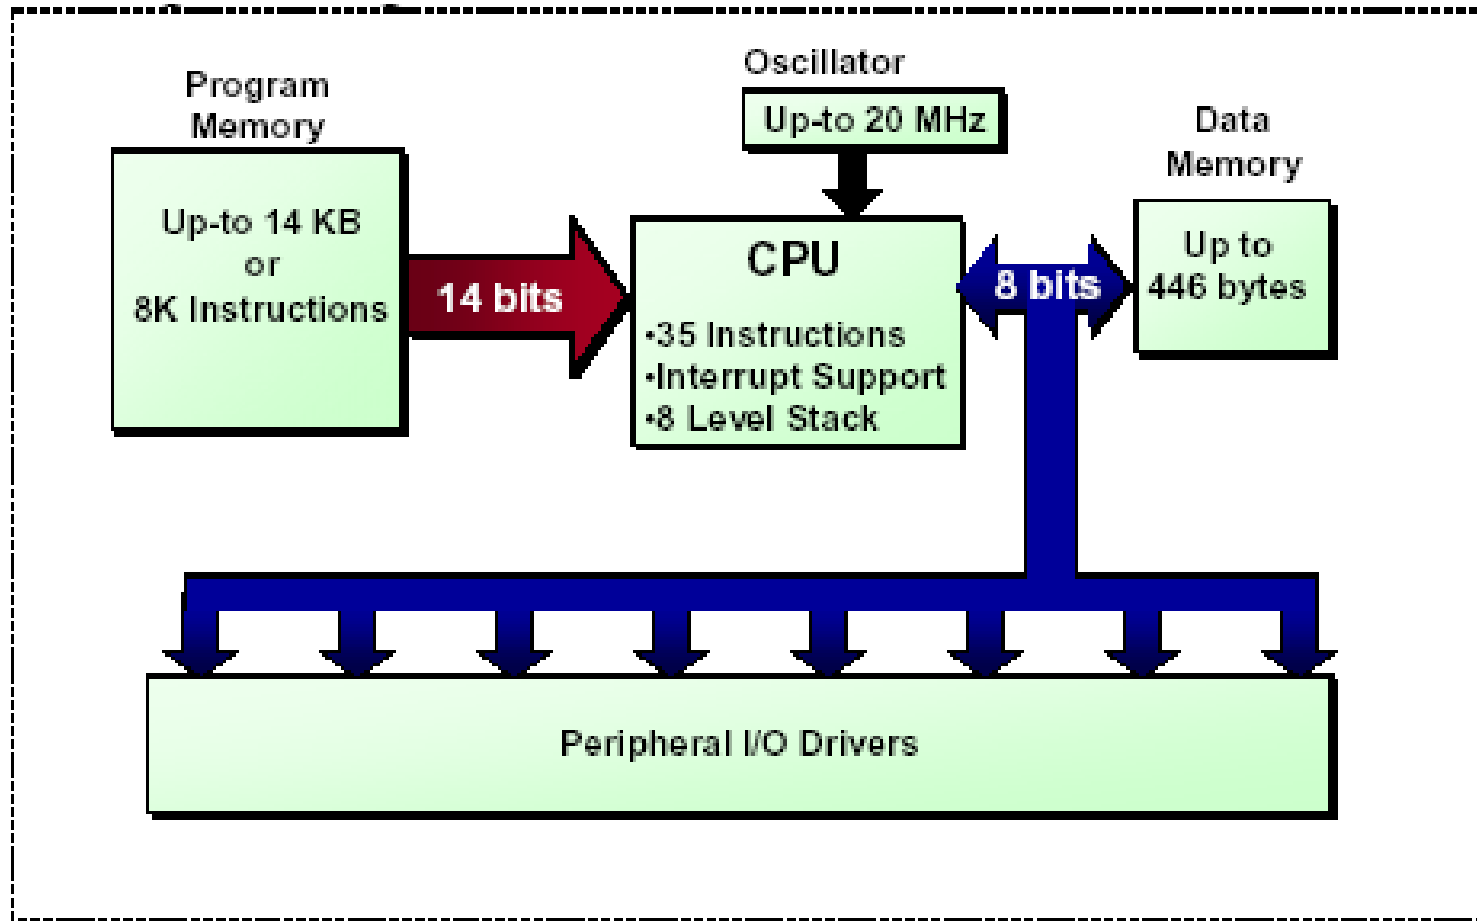 Program
Memory
Up-to 14 KB
or
8K Instructions
14 bits
Oscillator
Up-to 20 MHz
CPU
•35 Instructions
•Interrupt Support
•8 Level Stack
8 bits
Data
Memory
Up to
446 bytes
Peripheral I/O Drivers